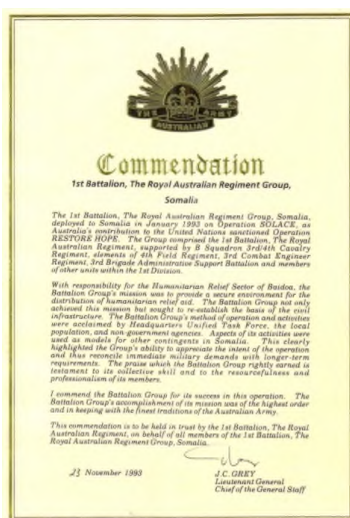 THE ARMY
AUSTRALIAN
Commendation
1st Battalion, The Royal Australian Regiment Group,
Somalia
The 1st Battalion, The Royal Australian Regiment Group, Somalia,
deployed to Somalia in January 1993 on Operation SOLACE, as
Australia's contribution to the United Nations sanctioned Operation
RESTORE HOPE. The Group comprised the 1st Battalion, The Royal
Australian Regiment, supported by B Squadron 3rd/4th Cavalry
Regiment, elements of 4th Field Regiment, 3rd Combat Engineer
Regiment, 3rd Brigade Administrative Support Battalion and members
of other units within the 1st Division.
With responsibility for the Humanitarian Relief Sector of Baidoa, the
Battalion Group's mission was to provide a secure environment for the
distribution of humanitarian relief aid. The Battalion Group not only
achieved this mission but sought to re-establish the basis of the civil
infrastructure. The Battalion Group's method of operation and activities
were acclaimed by Headquarters Unified Task Force, the local
population, and non government agencies. Aspects of its activities were
used as models for other contingents in Somalia. This clearly
highlighted the Group's ability to appreciate the intent of the operation
and thus reconcile immediate military demands with longer-term
requirements. The praise which the Battalion Group rightly earned is
testament to its collective skill and to the resourcefulness and
professionalism of its members.
I commend the Battalion Group for its success in this operation. The
Battalion Group's accomplishment of its mission was of the highest order
and in keeping with the finest traditions of the Australian Army.
This commendation is to be held in trust by the 1st Battalion, The Royal
Australian Regiment, on behalf of all members of the 1st Battalion, The
Royal Australian Regiment Group, Somalia.
23 November 1993
J.C. GREY
Lieutenant General
Chief of the General Staff